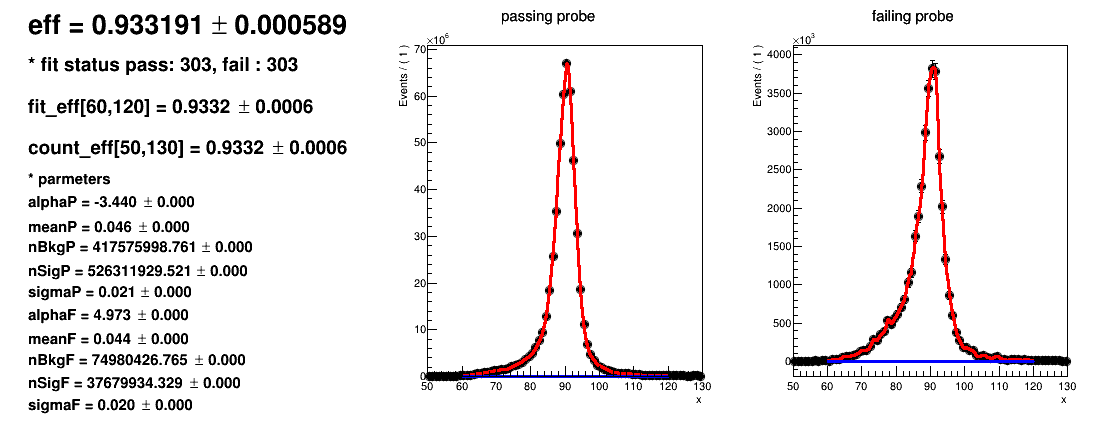 eff = 0.933191 ± 0.000589
* fit status pass: 303, fail : 303
fit_eff[60,120] = 0.9332 ± 0.0006
count_eff[50,130] = 0.9332 ± 0.0006
* parmeters
alphaP = -3.440 ± 0.000
meanP = 0.046 ± 0.000
nBkgP = 417575998.761 ± 0.000
nSigP = 526311929.521 ± 0.000
sigmaP = 0.021 ± 0.000
alphaF = 4.973 ± 0.000
meanF = 0.044 ± 0.000
nBkgF = 74980426.765 ± 0.000
nSigF = 37679934.329 ± 0.000
sigmaF = 0.020 ± 0.000
passing probe
×10⁶
Events / ( 1 )
70
60
50
40
30
20
10
0
50 60 70 80 90 100 110 120 130
x
failing probe
×10³
Events / ( 1 )
4000
3500
3000
2500
2000
1500
1000
500
0
50 60 70 80 90 100 110 120 130
x